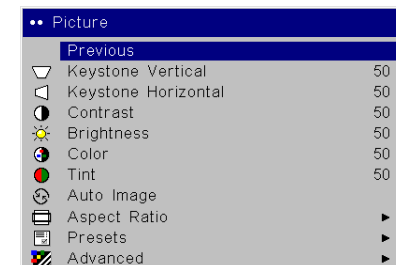 •• Picture
Previous
Keystone Vertical 50
Keystone Horizontal 50
Contrast 50
Brightness 50
Color 50
Tint 50
Auto Image
Aspect Ratio
Presets
Advanced